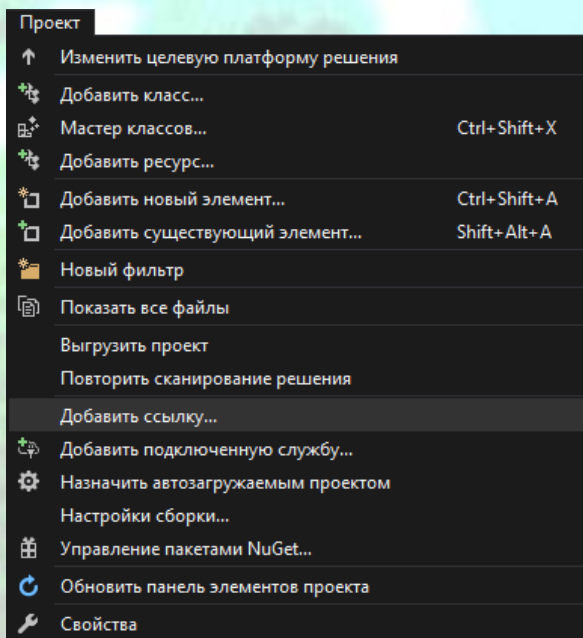 Проект
Изменить целевую платформу решения
Добавить класс...
Мастер классов... Ctrl+Shift+X
Добавить ресурс...
Добавить новый элемент... Ctrl+Shift+A
Добавить существующий элемент... Shift+Alt+A
Новый фильтр
Показать все файлы
Выгрузить проект
Повторить сканирование решения
Добавить ссылку...
Добавить подключенную службу...
Назначить автозагружаемым проектом
Настройки сборки...
Управление пакетами NuGet...
Обновить панель элементов проекта
Свойства